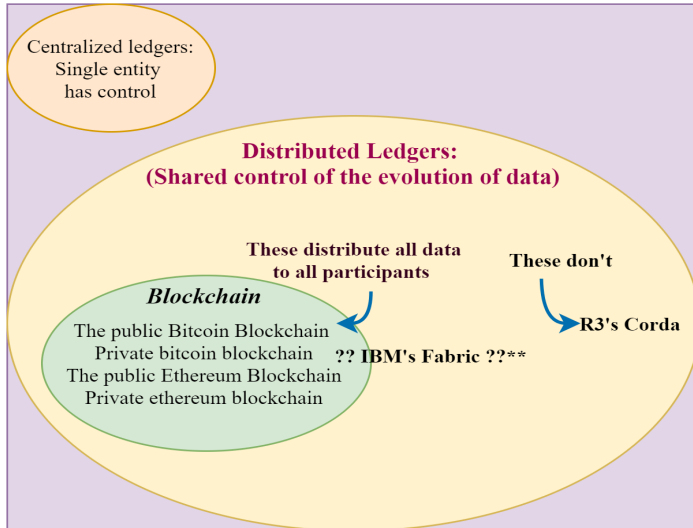 Centralized ledgers:
Single entity
has control
Distributed Ledgers:
(Shared control of the evolution of data)
These distribute all data
to all participants
These don't
Blockchain
R3's Corda
The public Bitcoin Blockchain
Private bitcoin blockchain
?? IBM's Fabric ??**
The public Ethereum Blockchain
Private ethereum blockchain